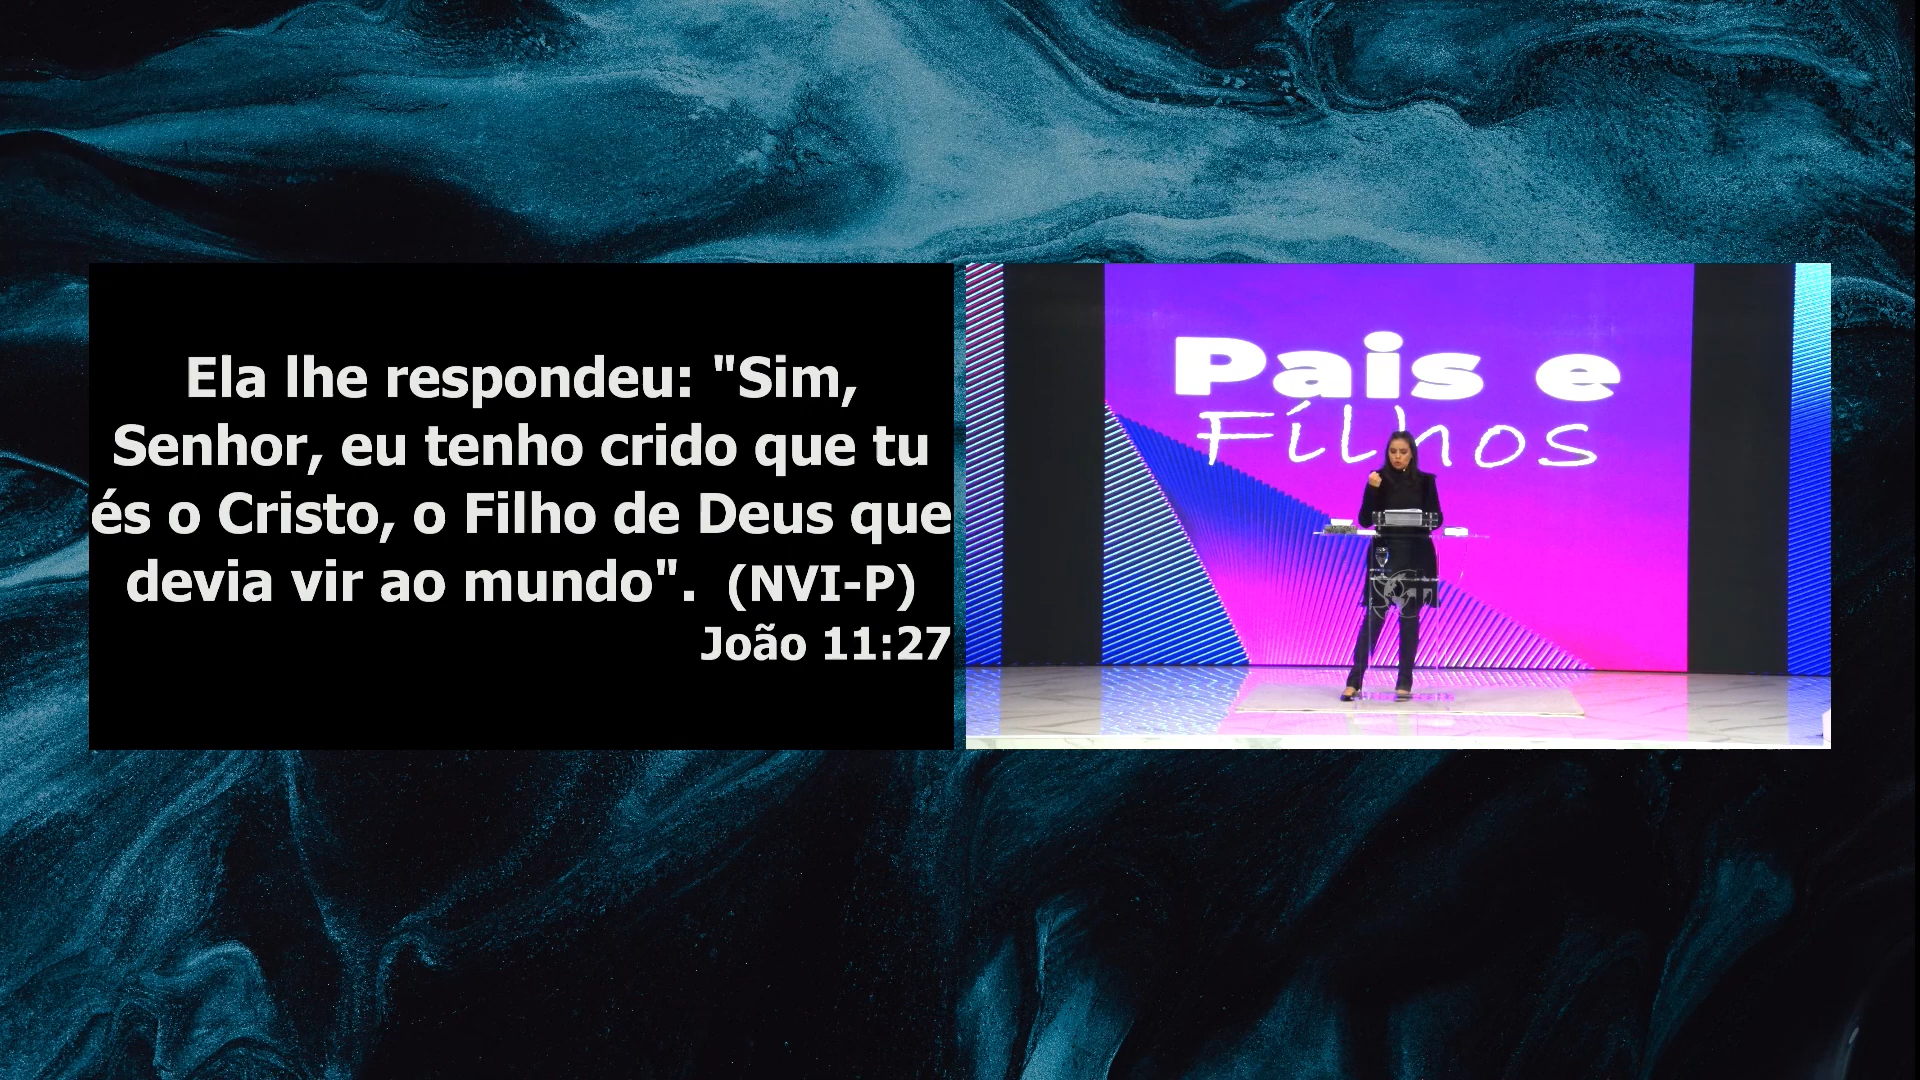 Ela lhe respondeu: "Sim,
Senhor, eu tenho crido que tu
és o Cristo, o Filho de Deus que
devia vir ao mundo".  (NVI-P)
João 11:27
Pais e
Filhos